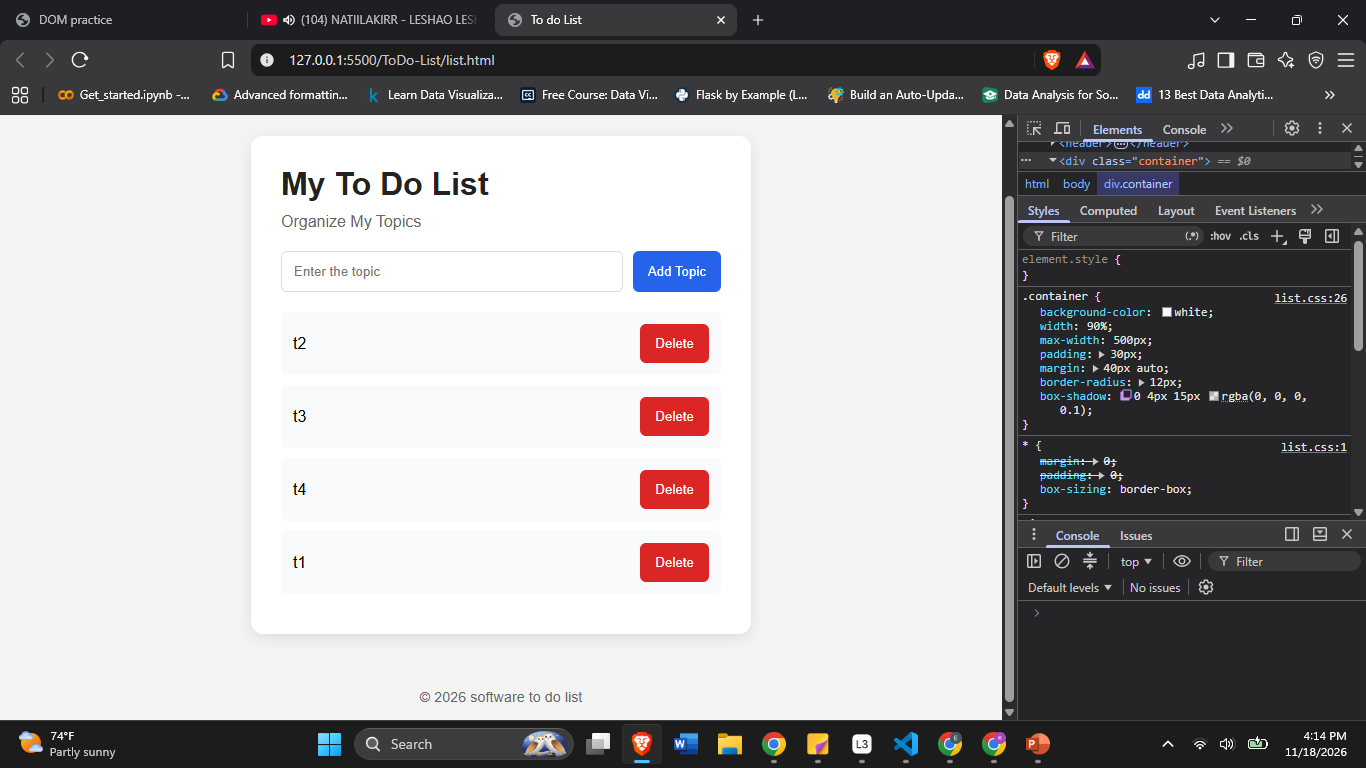 DOM practice
(104) NATIILAKIRR - LESHAO LESH
To do List
127.0.0.1:5500/ToDo-List/list.html
Get_started.ipynb -...
Advanced formattin...
Learn Data Visualiza...
Free Course: Data Vi...
Flask by Example (L...
Build an Auto-Upda...
Data Analysis for So...
13 Best Data Analyti...
My To Do List
Organize My Topics
Enter the topic
Add Topic
t2
Delete
t3
Delete
t4
Delete
t1
Delete
© 2026 software to do list
Elements
Console
<header>
</header>
<div class="container"> == $0
html
body
div.container
Styles
Computed
Layout
Event Listeners
Filter
:hov
.cls
element.style {
}
.container {
list.css:26
background-color: white;
width: 90%;
max-width: 500px;
padding: 30px;
margin: 40px auto;
border-radius: 12px;
box-shadow: 0 4px 15px rgba(0, 0, 0,
0.1);
}
* {
list.css:1
margin: 0;
padding: 0;
box-sizing: border-box;
}
Console
Issues
top
Filter
Default levels
No issues
74°F
Partly sunny
Search
L3
4:14 PM
11/18/2026